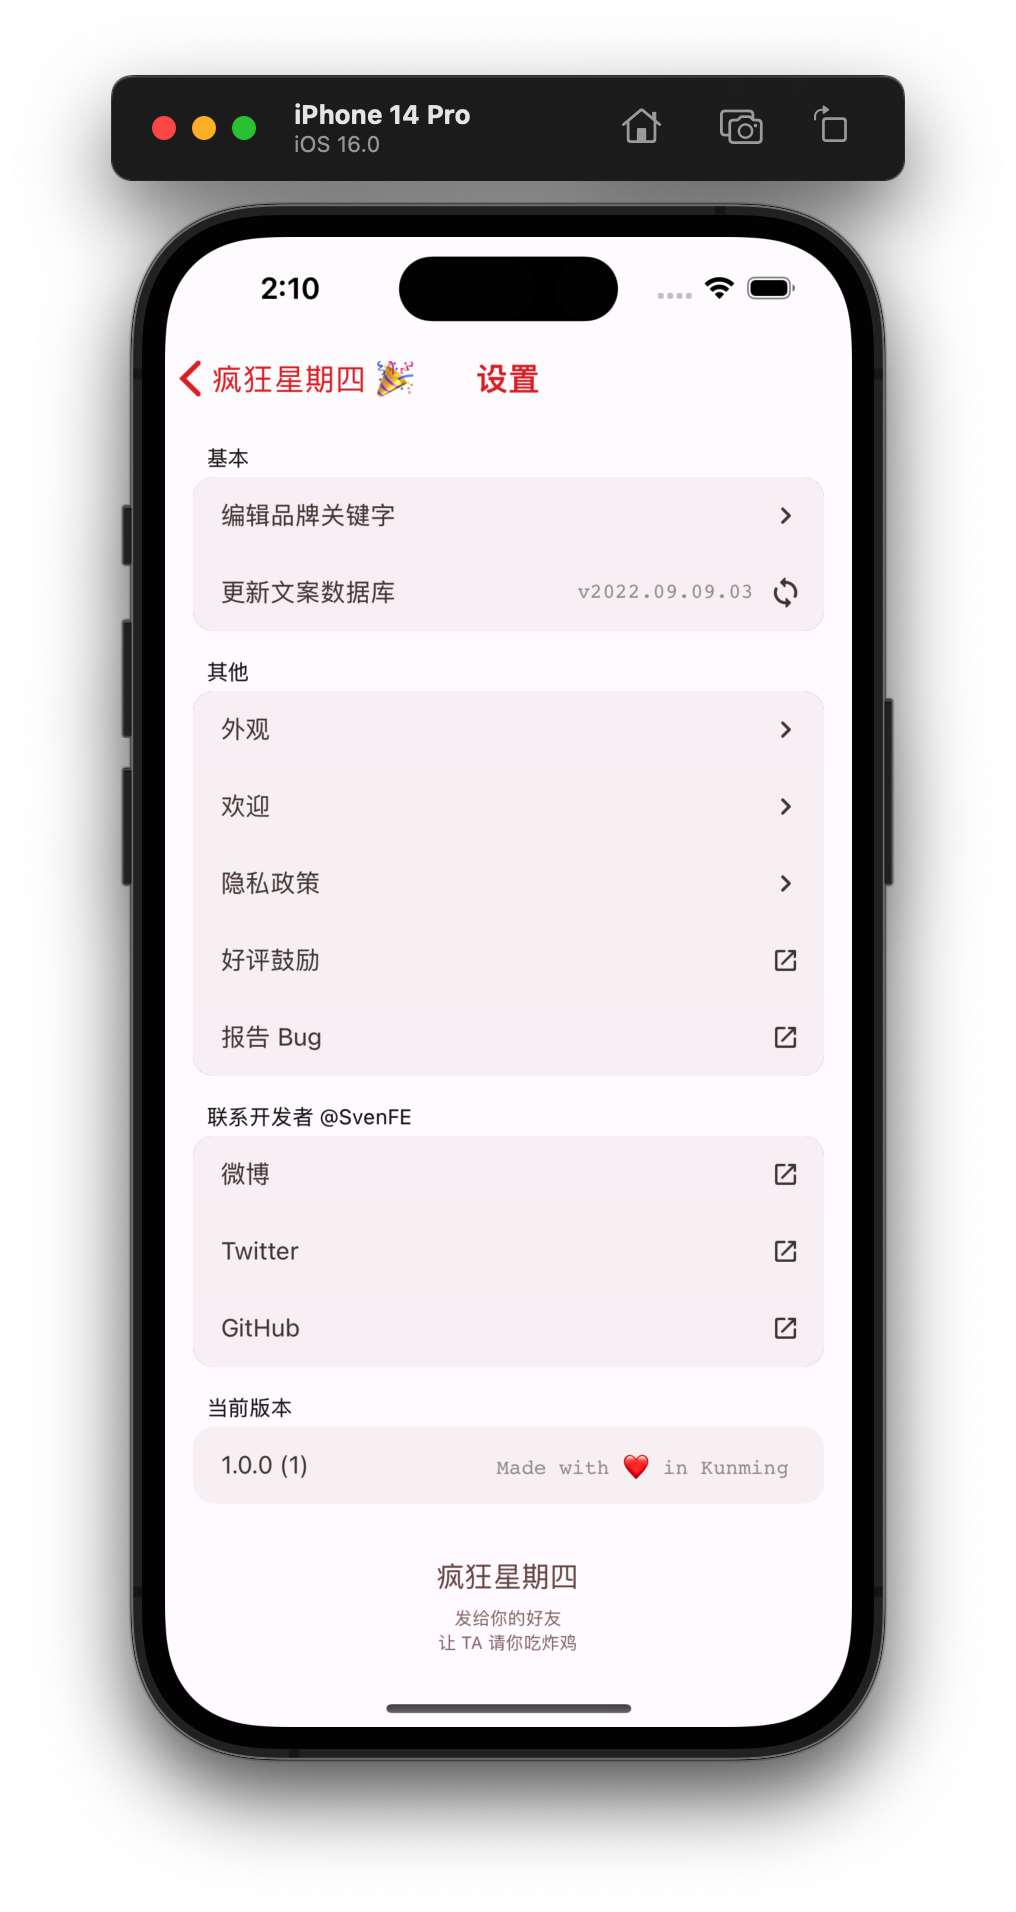 iPhone 14 Pro
iOS 16.0
2:10
疯狂星期四 🎉 设置
基本
编辑品牌关键字
更新文案数据库 v2022.09.09.03
其他
外观
欢迎
隐私政策
好评鼓励
报告 Bug
联系开发者 @SvenFE
微博
Twitter
GitHub
当前版本
1.0.0 (1) Made with ❤️ in Kunming
疯狂星期四
发给你的好友
让 TA 请你吃炸鸡